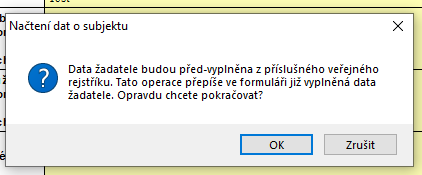 Načtení dat o subjektu
Data žadatele budou před-vyplněna z příslušného veřejného
rejstříku. Tato operace přepíše ve formuláři již vyplněná data
žadatele. Opravdu chcete pokračovat?
OK
Zrušit